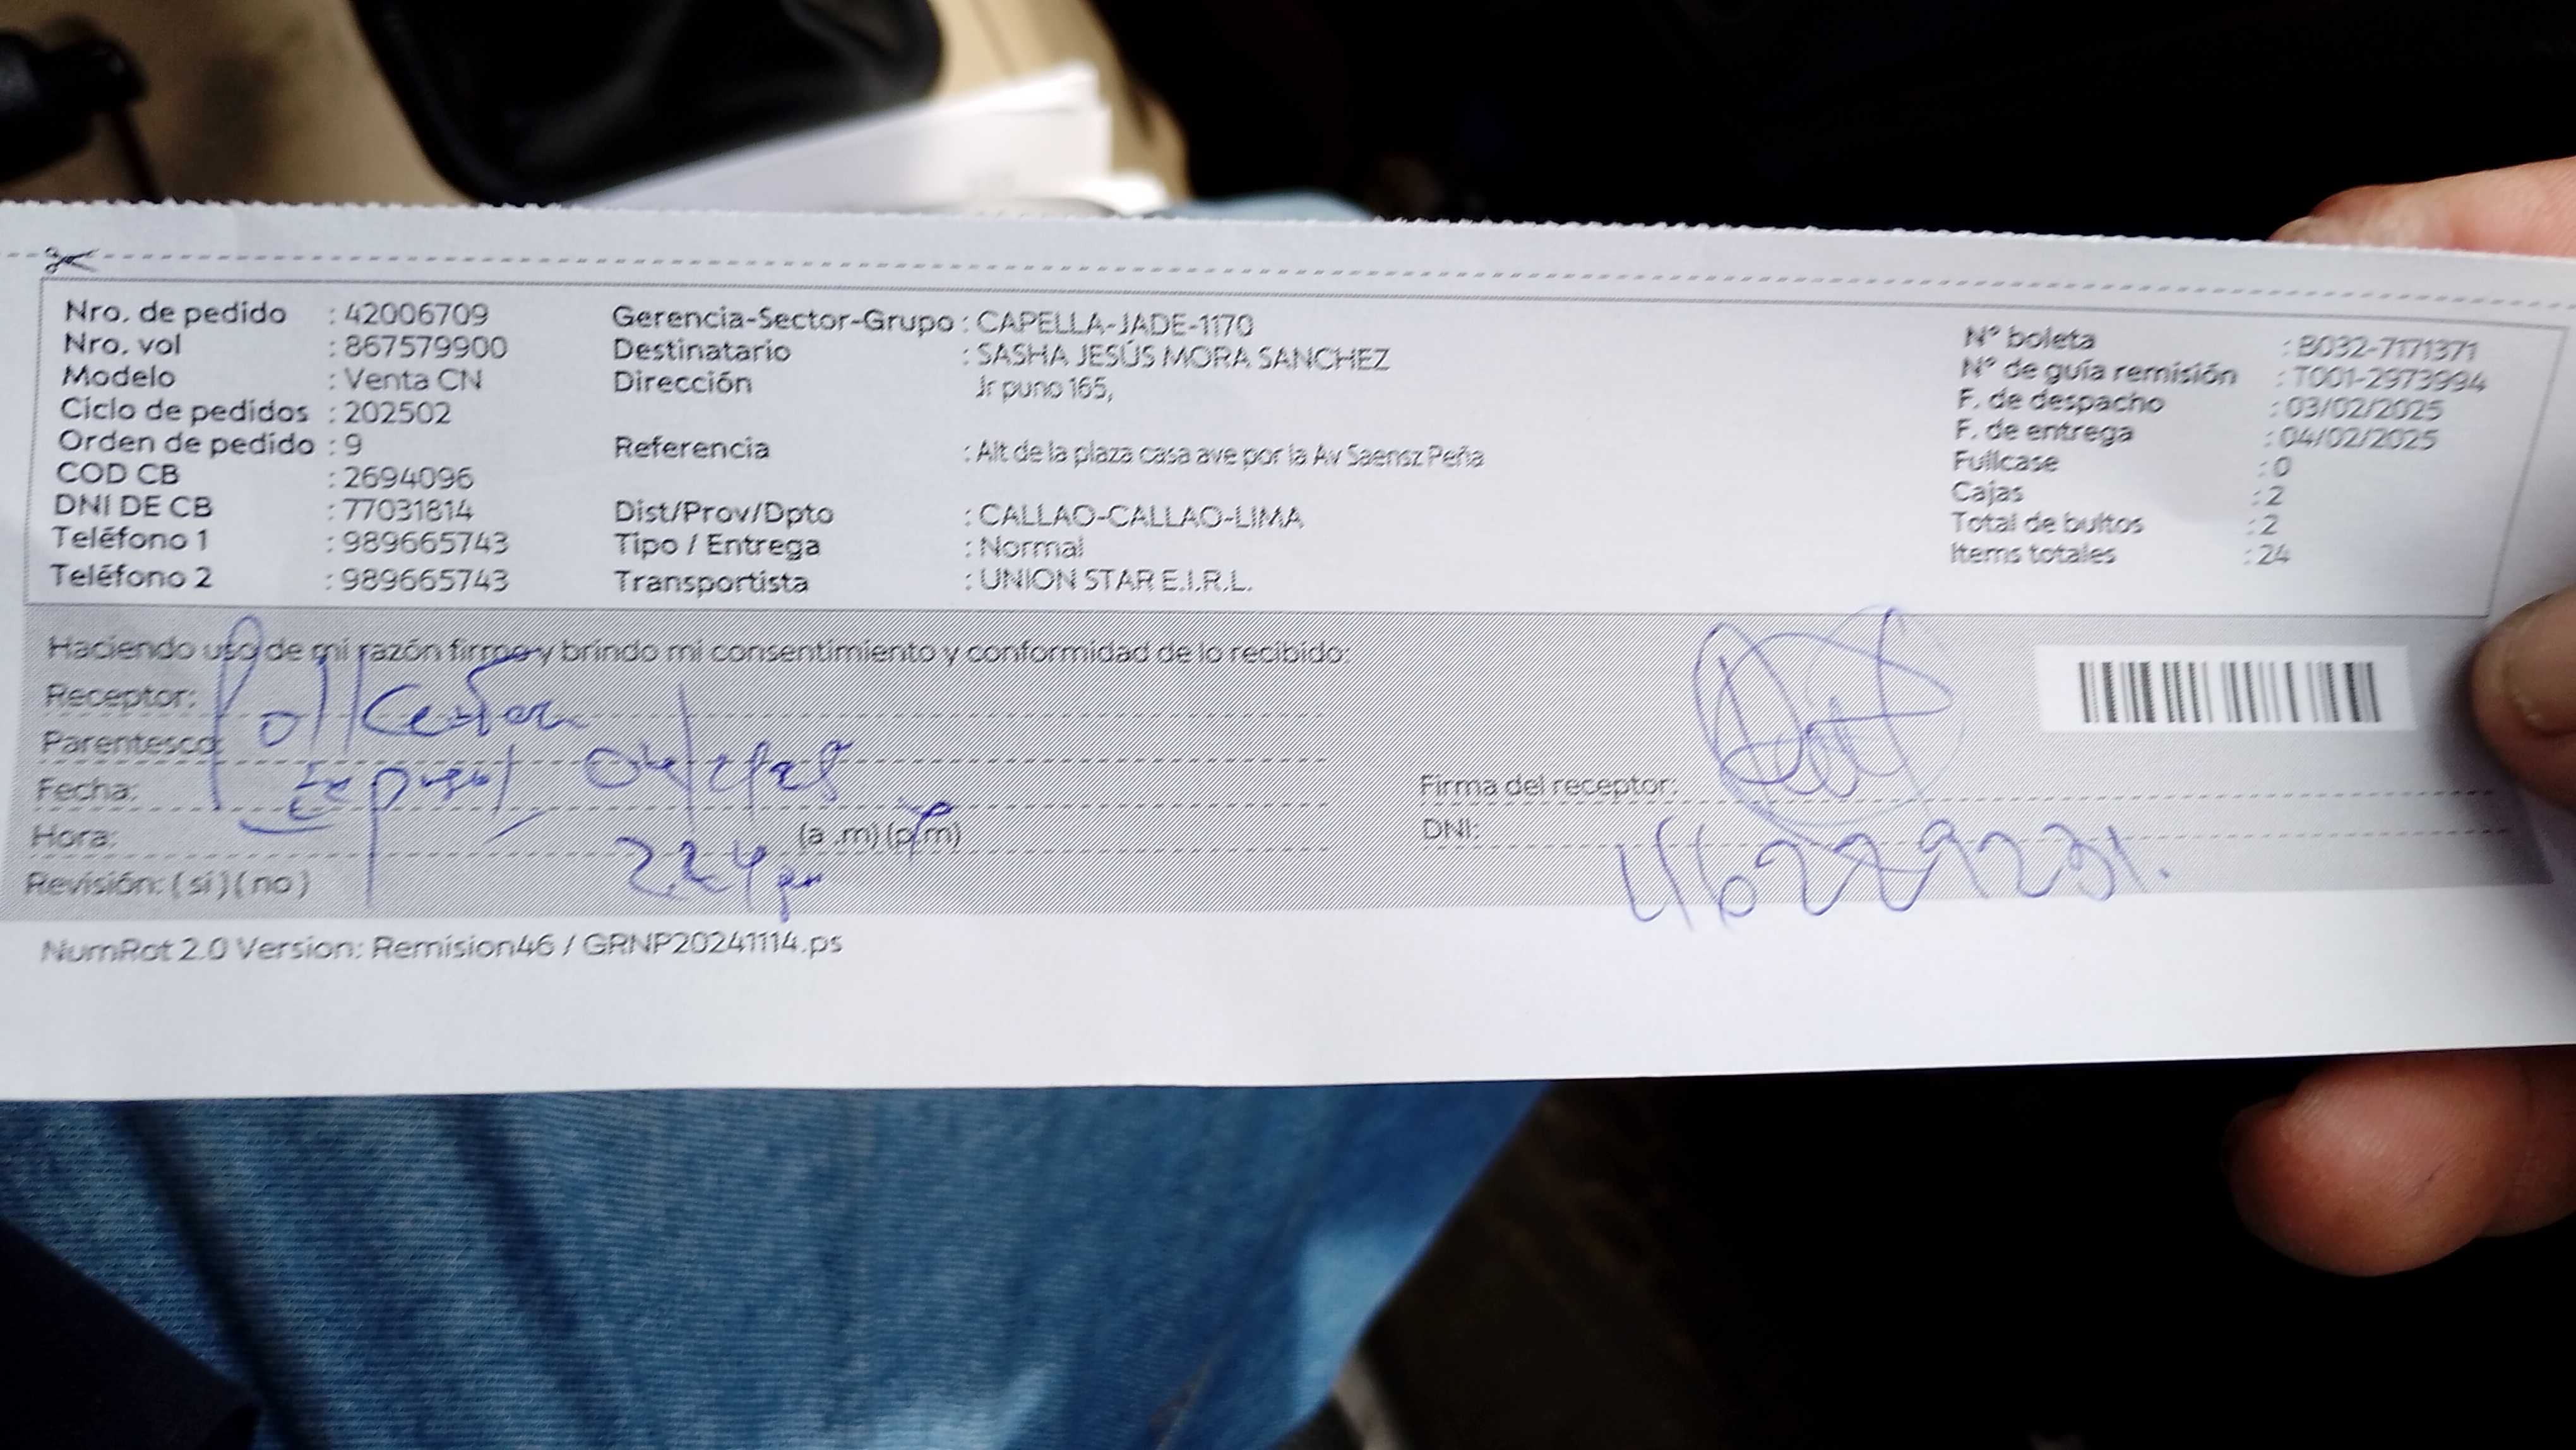 Nro. de pedido : 42006709
Nro. vol : 867579900
Modelo : Venta CN
Ciclo de pedidos : 202502
Orden de pedido : 9
COD CB : 2694096
DNI DE CB : 77031814
Teléfono 1 : 989665743
Teléfono 2 : 989665743
Gerencia-Sector-Grupo : CAPELLA-JADE-1170
Destinatario : SASHA JESÚS MORA SANCHEZ
Dirección Jr puno 165,
Referencia : Alt de la plaza casa ave por la Av Saensz Peña
Dist/Prov/Dpto : CALLAO-CALLAO-LIMA
Tipo / Entrega : Normal
Transportista : UNION STAR E.I.R.L.
N° boleta : B032-7171371
N° de guía remisión : T001-2973994
F. de despacho : 03/02/2025
F. de entrega : 04/02/2025
Fullcase : 0
Cajas : 2
Total de bultos : 2
Items totales : 24
Haciendo uso de mi razón firmo y brindo mi consentimiento y conformidad de lo recibido:
Receptor:
Parentesco:
Fecha:
Hora: (a .m) (p.m)
2.24 pm
Revisión: ( si ) ( no )
Firma del receptor:
DNI:
46229231.
NumRot 2.0 Version: Remision46 / GRNP20241114.ps